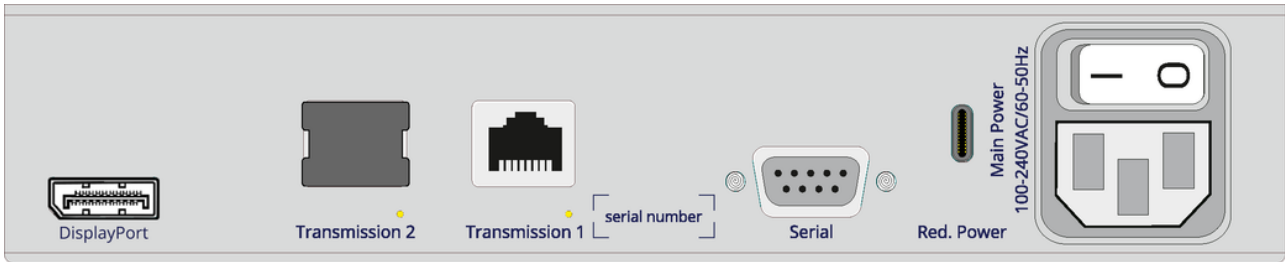 DisplayPort
Transmission 2
Transmission 1
serial number
Serial
Red. Power
Main Power
100-240VAC/60-50Hz